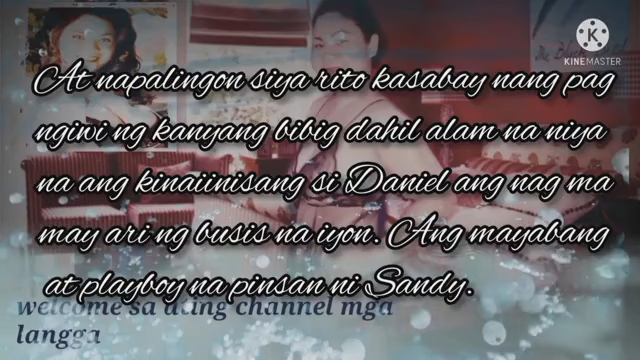 K
KINEMASTER
At napalingon siya rito kasabay nang pag
ngiwi ng kanyang bibig dahil alam na niya
na ang kinaiinisang si Daniel ang nag ma
may ari ng busis na iyon. Ang mayabang
at playboy na pinsan ni Sandy.
welcome sa ating channel mga
langga